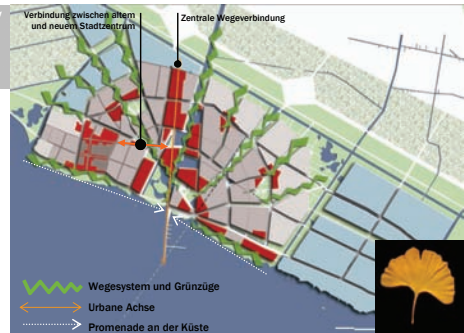 Verbindung zwischen altem
und neuem Stadtzentrum
Zentrale Wegeverbindung
Wegesystem und Grünzüge
Urbane Achse
Promenade an der Küste